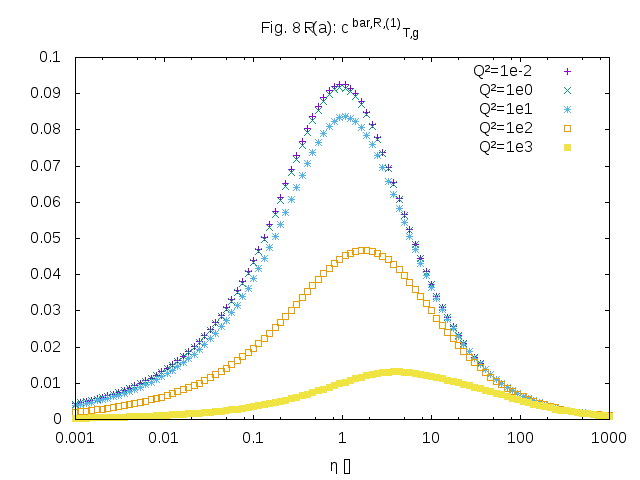 Fig. 8 R(a): c bar,R,(1) T,g
Q²=1e-2
Q²=1e0
Q²=1e1
Q²=1e2
Q²=1e3
0.1
0.09
0.08
0.07
0.06
0.05
0.04
0.03
0.02
0.01
0
0.001 0.01 0.1 1 10 100 1000
η []